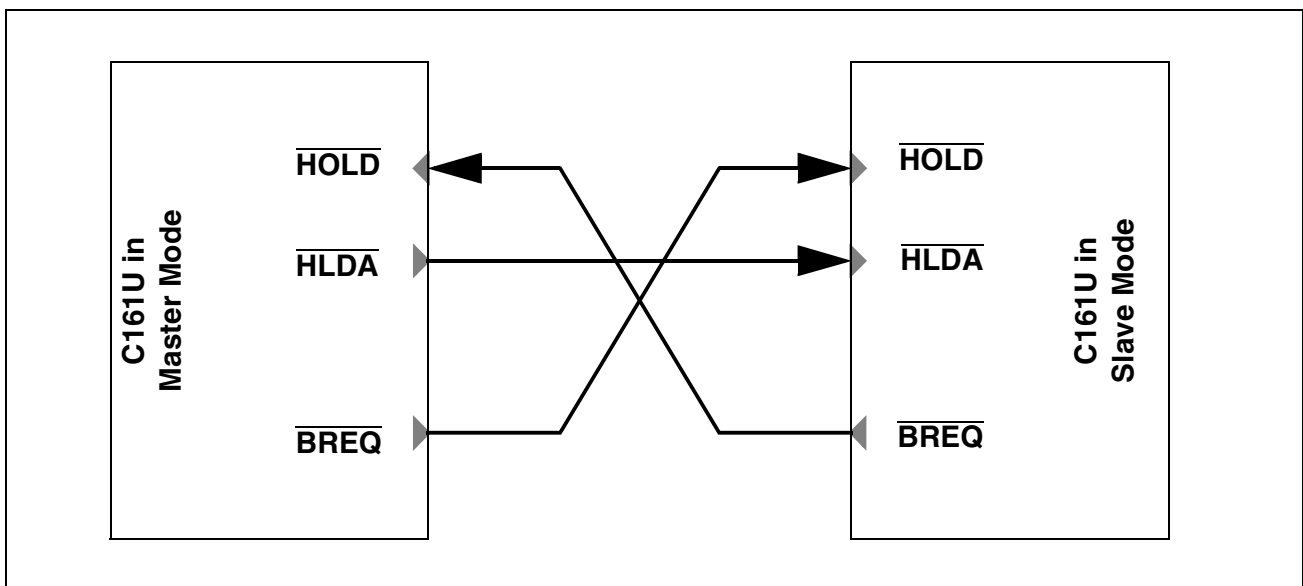 C161U in
Master Mode
HOLD
HLDA
BREQ
HOLD
HLDA
BREQ
C161U in
Slave Mode